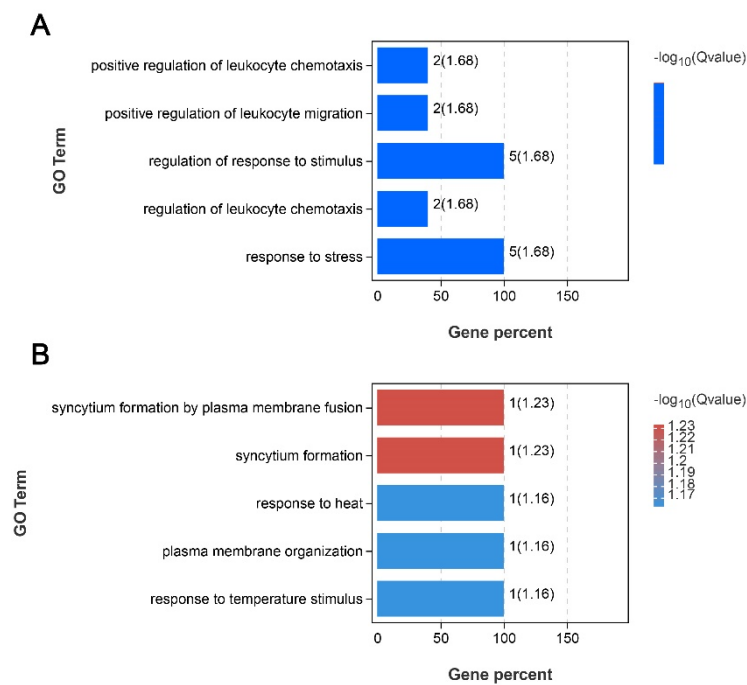 A
positive regulation of leukocyte chemotaxis
2(1.68)
positive regulation of leukocyte migration
2(1.68)
regulation of response to stimulus
5(1.68)
regulation of leukocyte chemotaxis
2(1.68)
response to stress
5(1.68)
GO Term
0 50 100 150
Gene percent
-log10(Qvalue)
B
syncytium formation by plasma membrane fusion
1(1.23)
syncytium formation
1(1.23)
response to heat
1(1.16)
plasma membrane organization
1(1.16)
response to temperature stimulus
1(1.16)
GO Term
0 50 100 150
Gene percent
-log10(Qvalue)
1.23
1.22
1.21
1.2
1.19
1.18
1.17